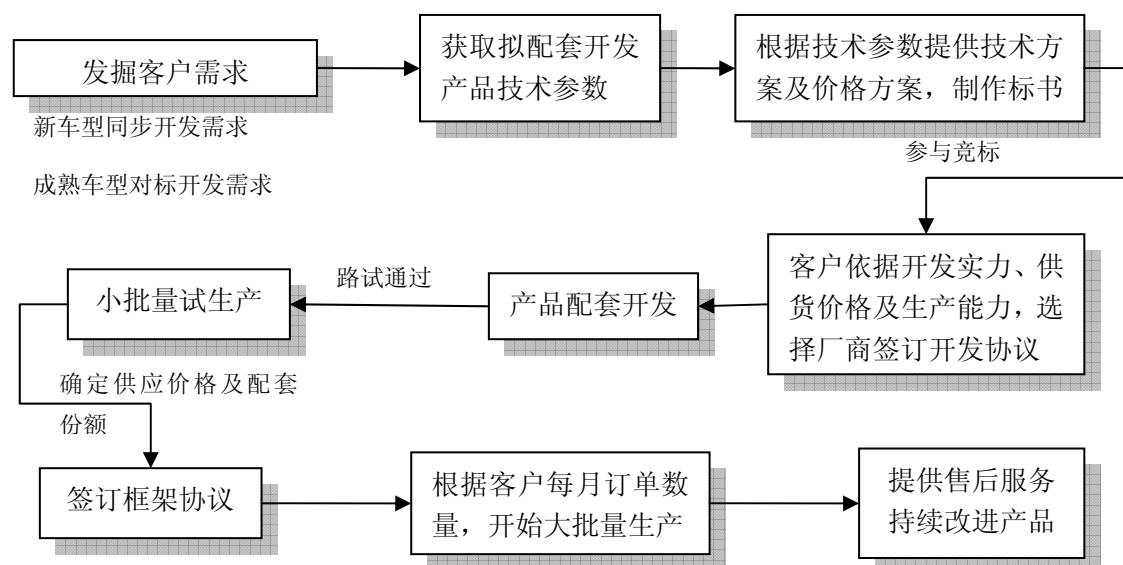 发掘客户需求
新车型同步开发需求
成熟车型对标开发需求
获取拟配套开发
产品技术参数
根据技术参数提供技术方
案及价格方案，制作标书
参与竞标
客户依据开发实力、供
货价格及生产能力，选
择厂商签订开发协议
产品配套开发
路试通过
小批量试生产
确定供应价格及配套
份额
签订框架协议
根据客户每月订单数
量，开始大批量生产
提供售后服务
持续改进产品